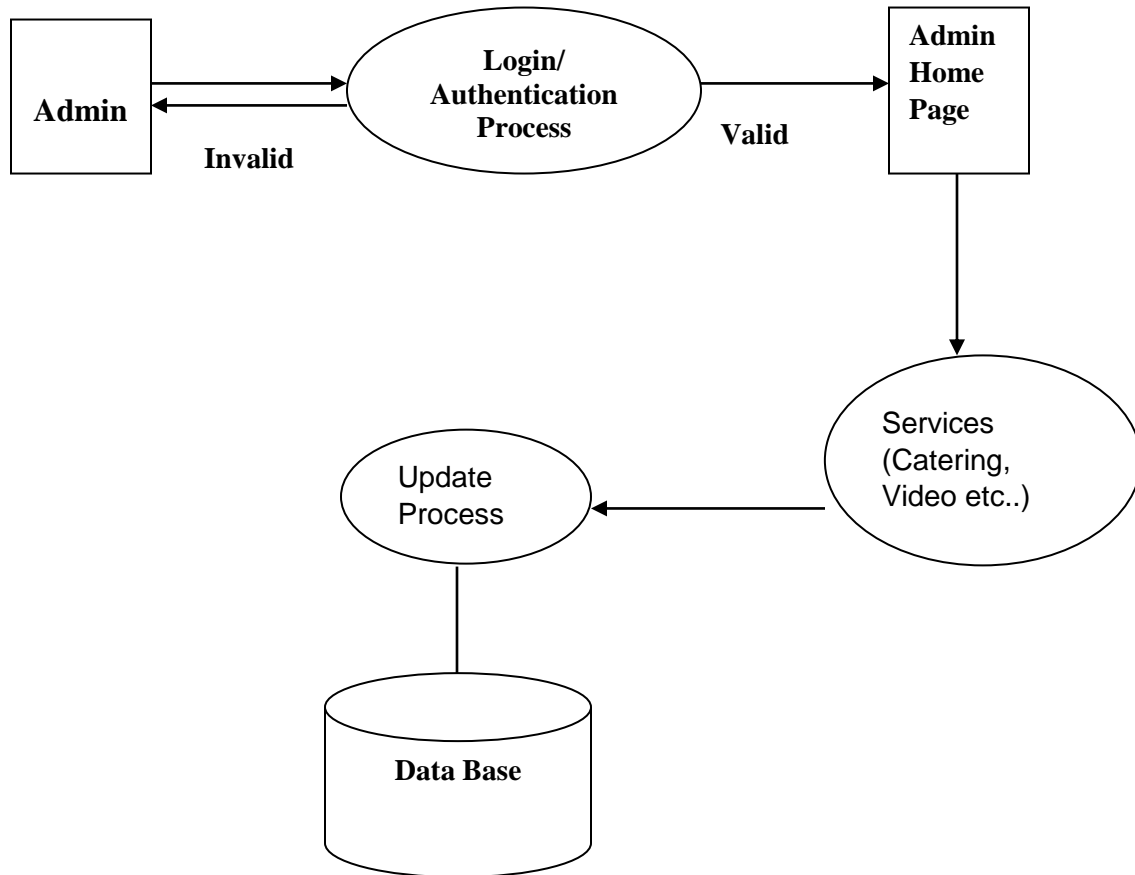 Admin
Login/
Authentication
Process
Admin
Home
Page
Invalid
Valid
Services
(Catering,
Video etc..)
Update
Process
Data Base